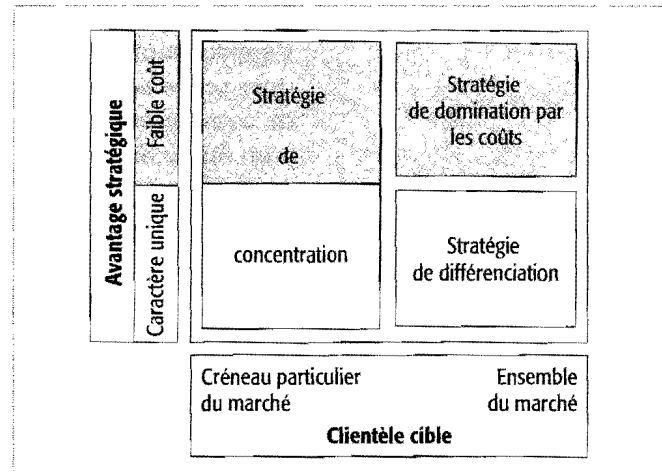 Avantage stratégique
Faible coût
Caractère unique
Stratégie
de
concentration
Stratégie
de domination par
les coûts
Stratégie
de différenciation
Créneau particulier
du marché
Ensemble
du marché
Clientèle cible